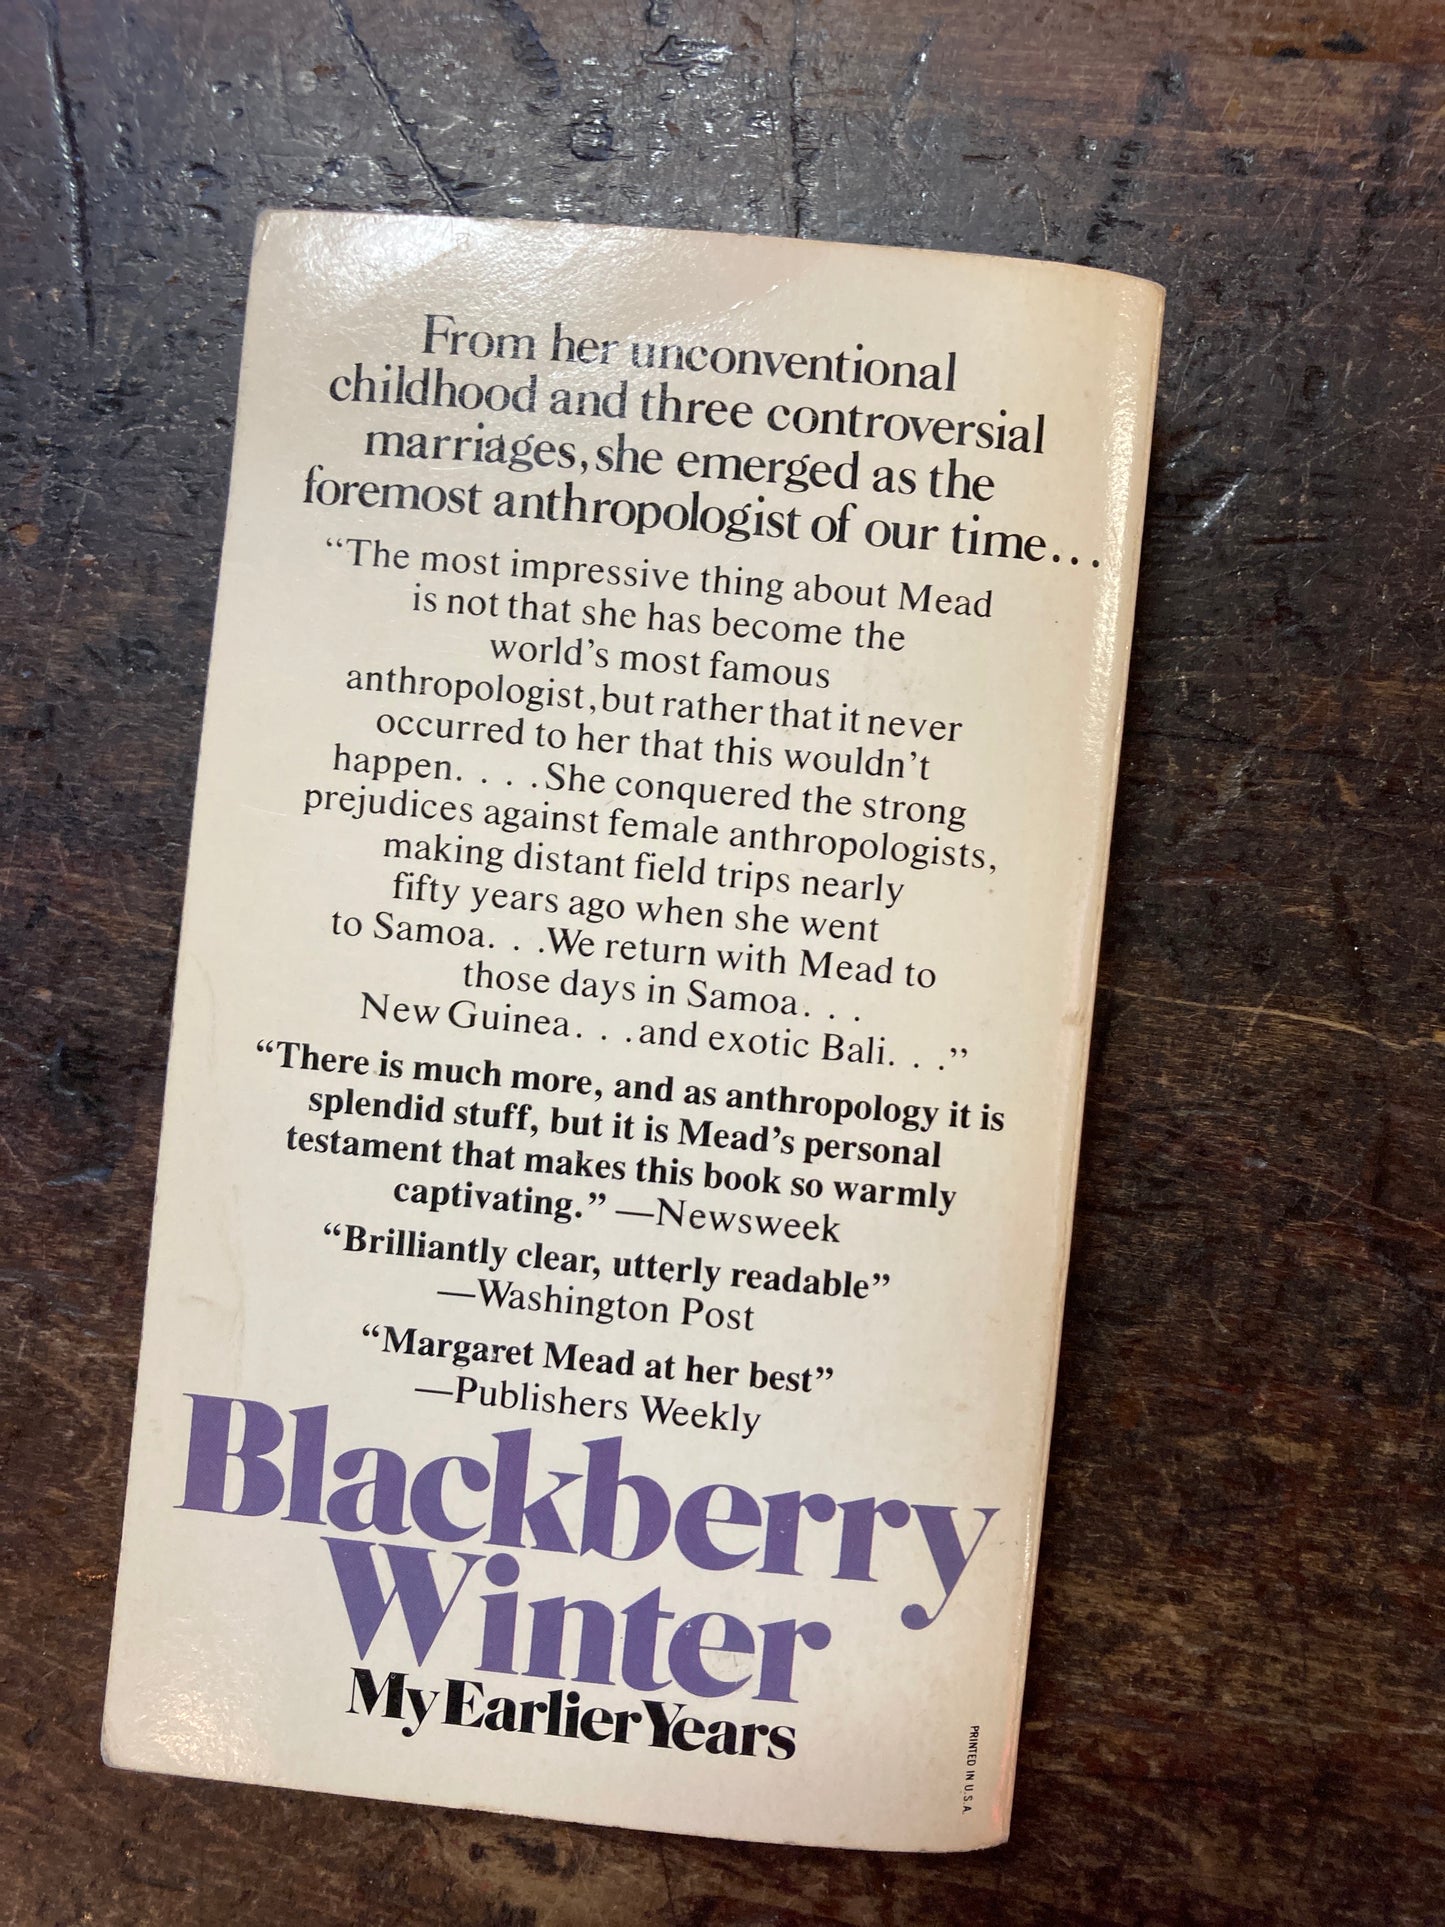 From her unconventional
childhood and three controversial
marriages, she emerged as the
foremost anthropologist of our time...
“The most impressive thing about Mead
is not that she has become the
world’s most famous
anthropologist, but rather that it never
occurred to her that this wouldn’t
happen. . . .She conquered the strong
prejudices against female anthropologists,
making distant field trips nearly
fifty years ago when she went
to Samoa. . .We return with Mead to
those days in Samoa. . .
New Guinea. . .and exotic Bali. . .”
“There is much more, and as anthropology it is
splendid stuff, but it is Mead’s personal
testament that makes this book so warmly
captivating.” —Newsweek
“Brilliantly clear, utterly readable”
—Washington Post
“Margaret Mead at her best”
—Publishers Weekly
Blackberry
Winter
My Earlier Years
PRINTED IN U.S.A.